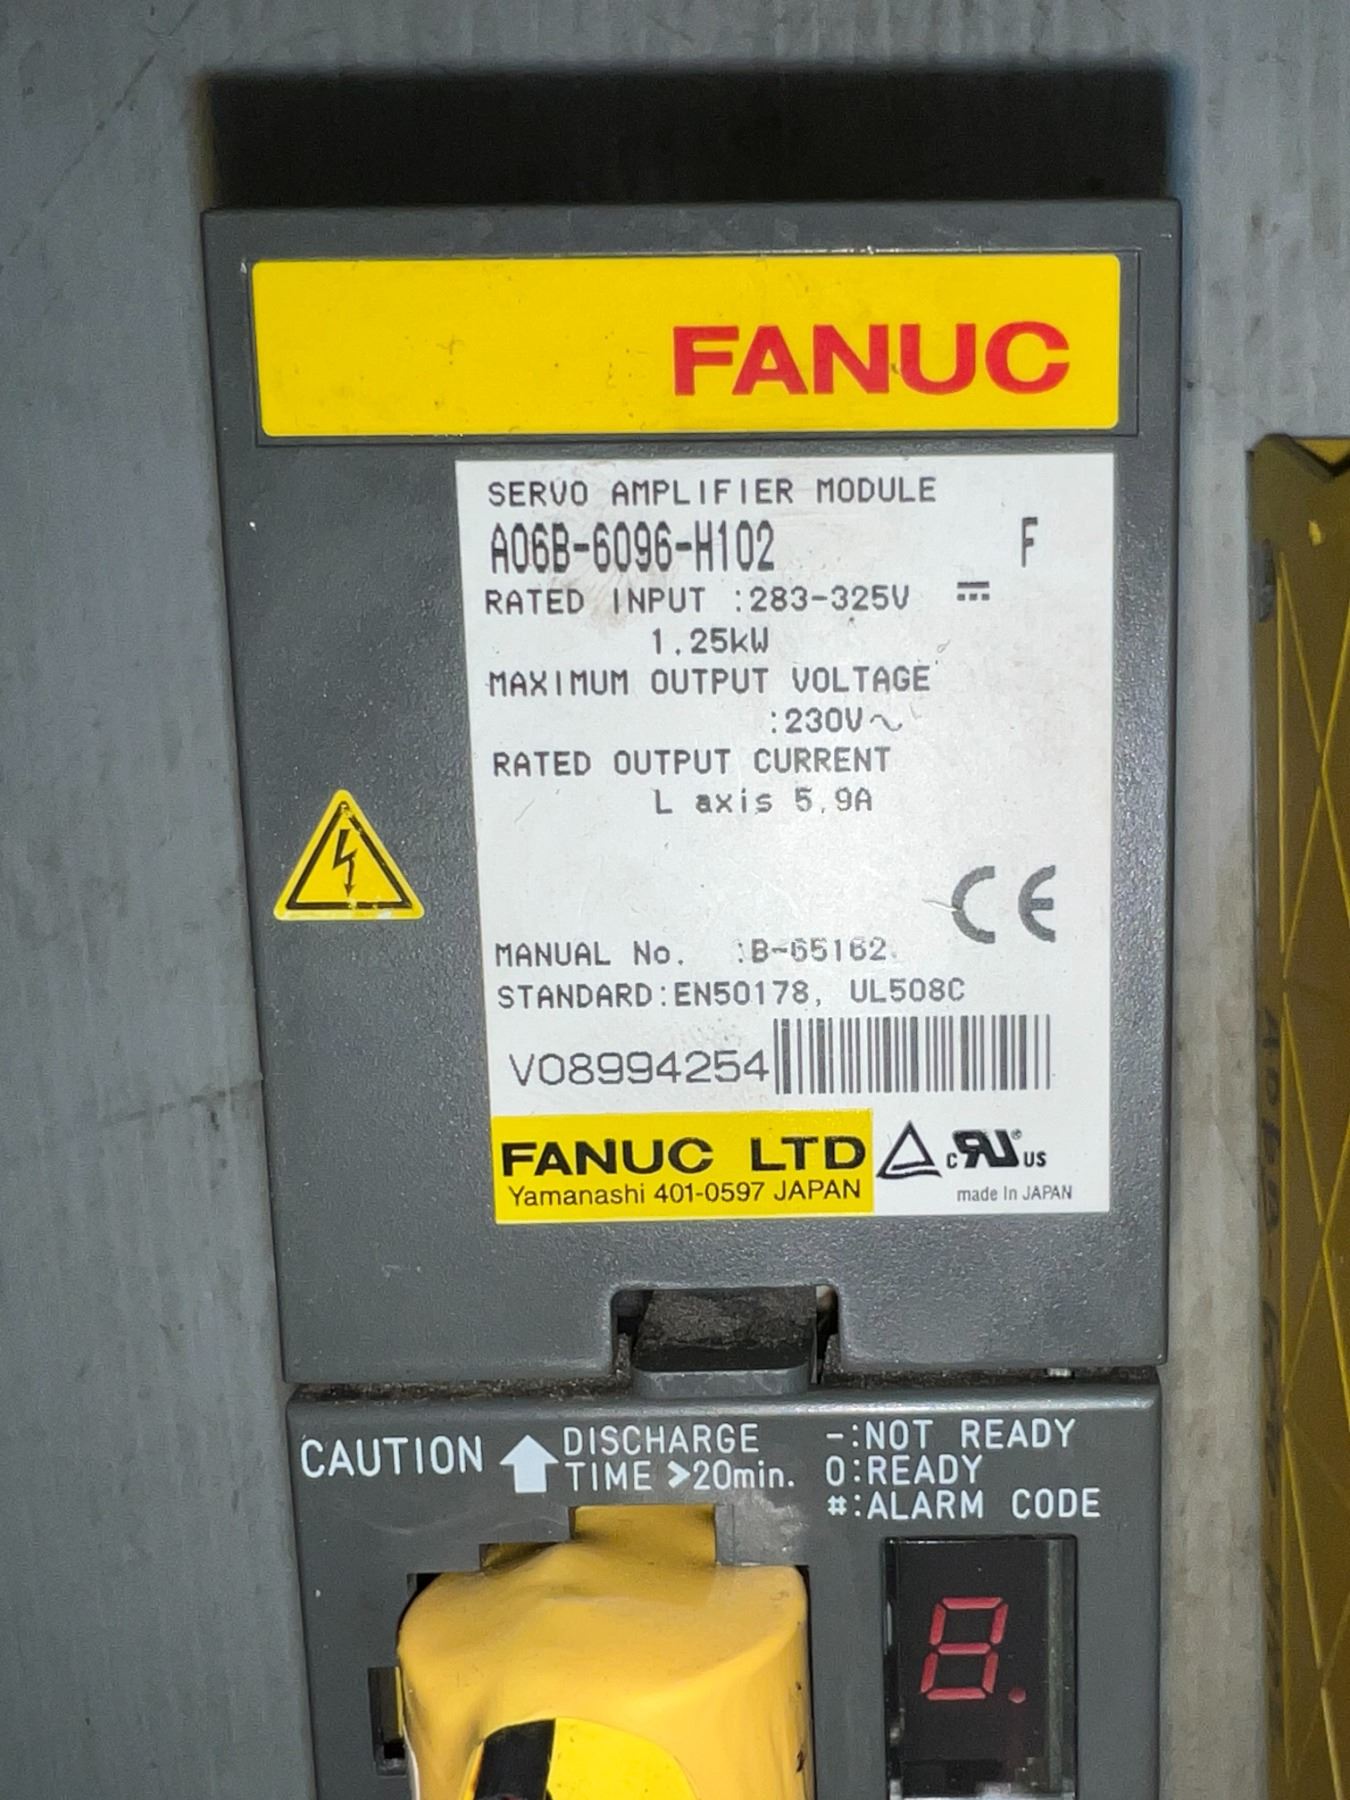 FANUC
SERVO AMPLIFIER MODULE
A06B-6096-H102 F
RATED INPUT :283-325V ⎓
1.25kW
MAXIMUM OUTPUT VOLTAGE
:230V~
RATED OUTPUT CURRENT
L axis 5.9A
CE
MANUAL No. :B-65162
STANDARD:EN50178, UL508C
V08994254
FANUC LTD
Yamanashi 401-0597 JAPAN
c RU ® US
made in JAPAN
CAUTION ⬆ DISCHARGE TIME >20min.
-:NOT READY
0:READY
#:ALARM CODE
8.